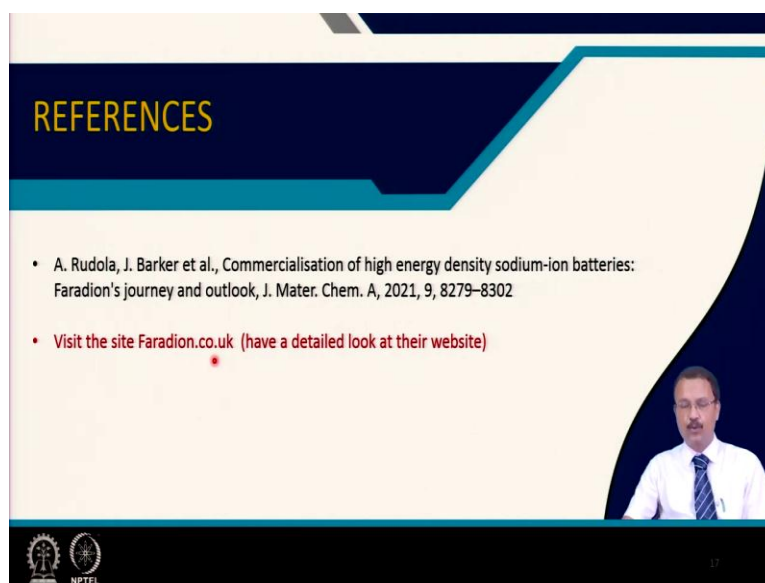 REFERENCES
• A. Rudola, J. Barker et al., Commercialisation of high energy density sodium-ion batteries:
Faradion's journey and outlook, J. Mater. Chem. A, 2021, 9, 8279–8302
• Visit the site Faradion.co.uk (have a detailed look at their website)
NPTEL
17